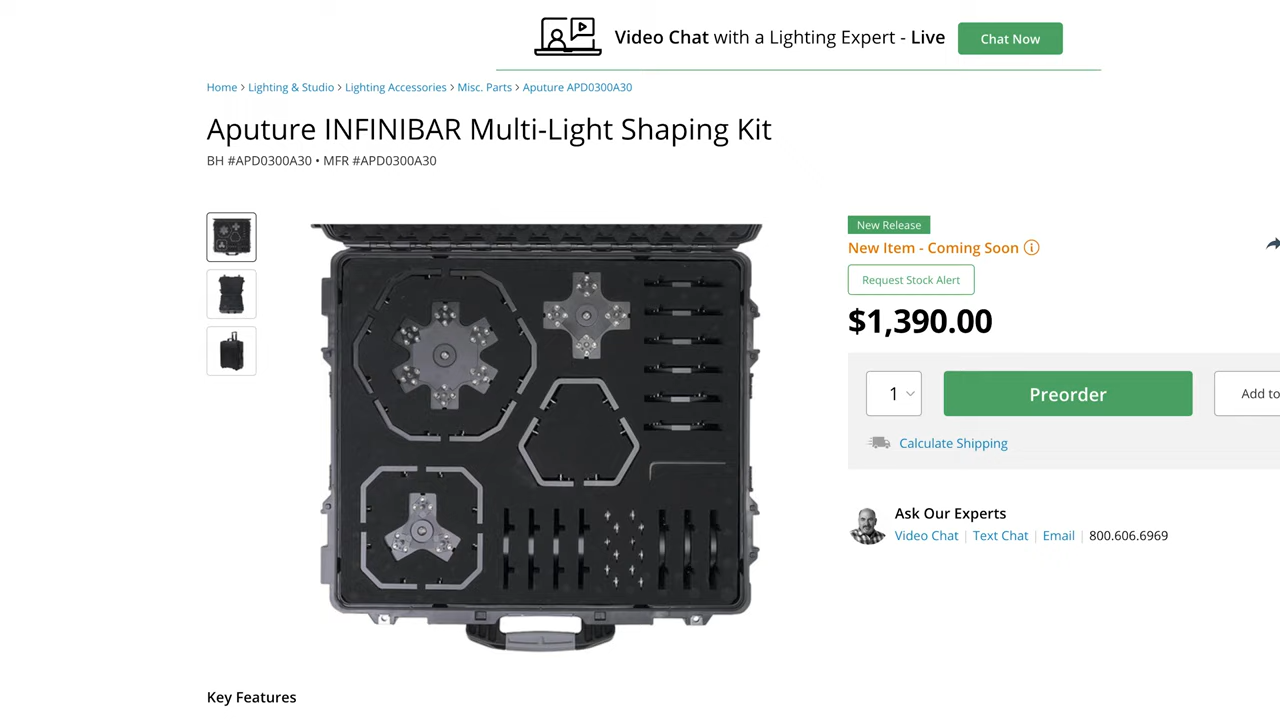 Video Chat with a Lighting Expert - Live
Chat Now
Home > Lighting & Studio > Lighting Accessories > Misc. Parts > Aputure APD0300A30
Aputure INFINIBAR Multi-Light Shaping Kit
BH #APD0300A30 • MFR #APD0300A30
New Release
New Item - Coming Soon
Request Stock Alert
$1,390.00
1
Preorder
Add to
Calculate Shipping
Ask Our Experts
Video Chat | Text Chat | Email | 800.606.6969
Key Features